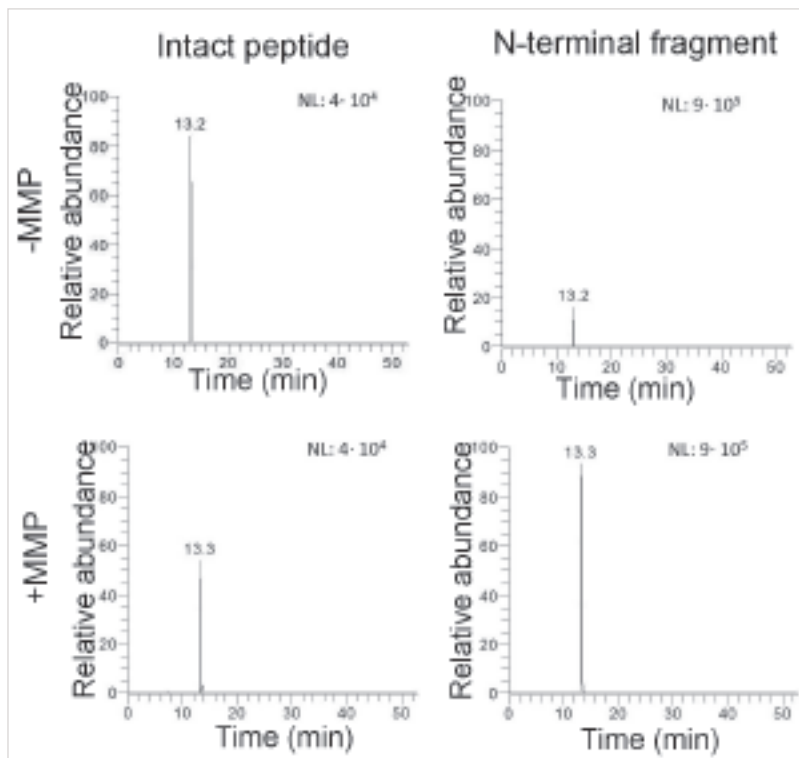 Intact peptide
N-terminal fragment
-MMP
Relative abundance
100
80
60
40
20
0
NL: 4· 10⁴
13.2
0 10 20 30 40 50
Time (min)
Relative abundance
100
80
60
40
20
0
NL: 9· 10⁵
13.2
0 10 20 30 40 50
Time (min)
+MMP
Relative abundance
100
80
60
40
20
0
NL: 4· 10⁴
13.3
0 10 20 30 40 50
Time (min)
Relative abundance
100
80
60
40
20
0
NL: 9· 10⁵
13.3
0 10 20 30 40 50
Time (min)